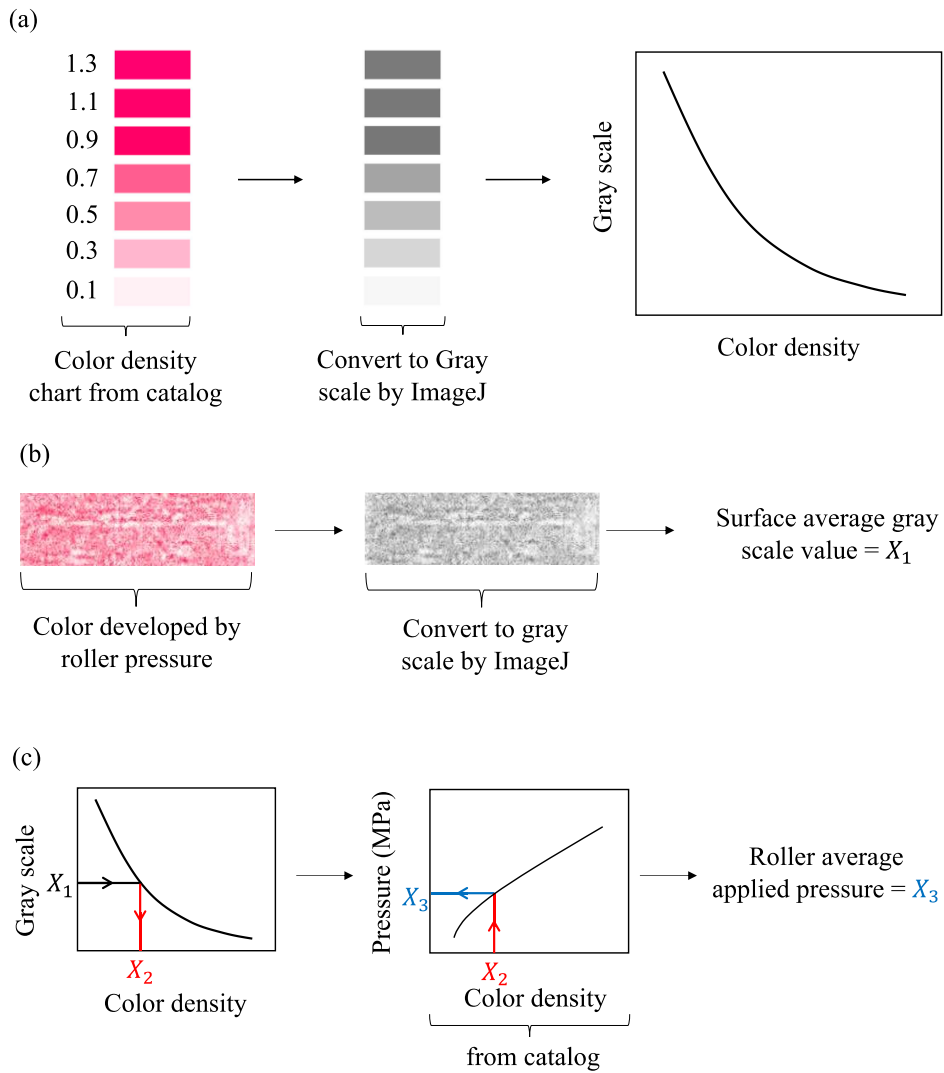 (a)
1.3
1.1
0.9
0.7
0.5
0.3
0.1
Color density
chart from catalog
Convert to Gray
scale by ImageJ
Gray scale
Color density
(b)
Color developed by
roller pressure
Convert to gray
scale by ImageJ
Surface average gray
scale value = X₁
(c)
Gray scale
X₁
X₂
Color density
Pressure (MPa)
X₃
X₂
Color density
from catalog
Roller average
applied pressure = X₃